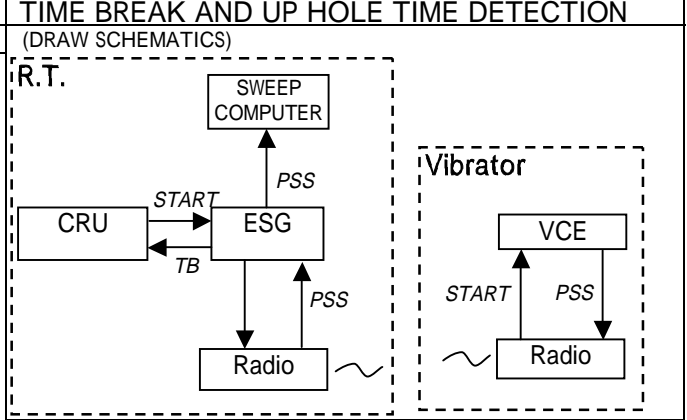 TIME BREAK AND UP HOLE TIME DETECTION
(DRAW SCHEMATICS)
R.T.
SWEEP
COMPUTER
PSS
START
CRU
ESG
TB
PSS
Radio
Vibrator
VCE
START
PSS
Radio